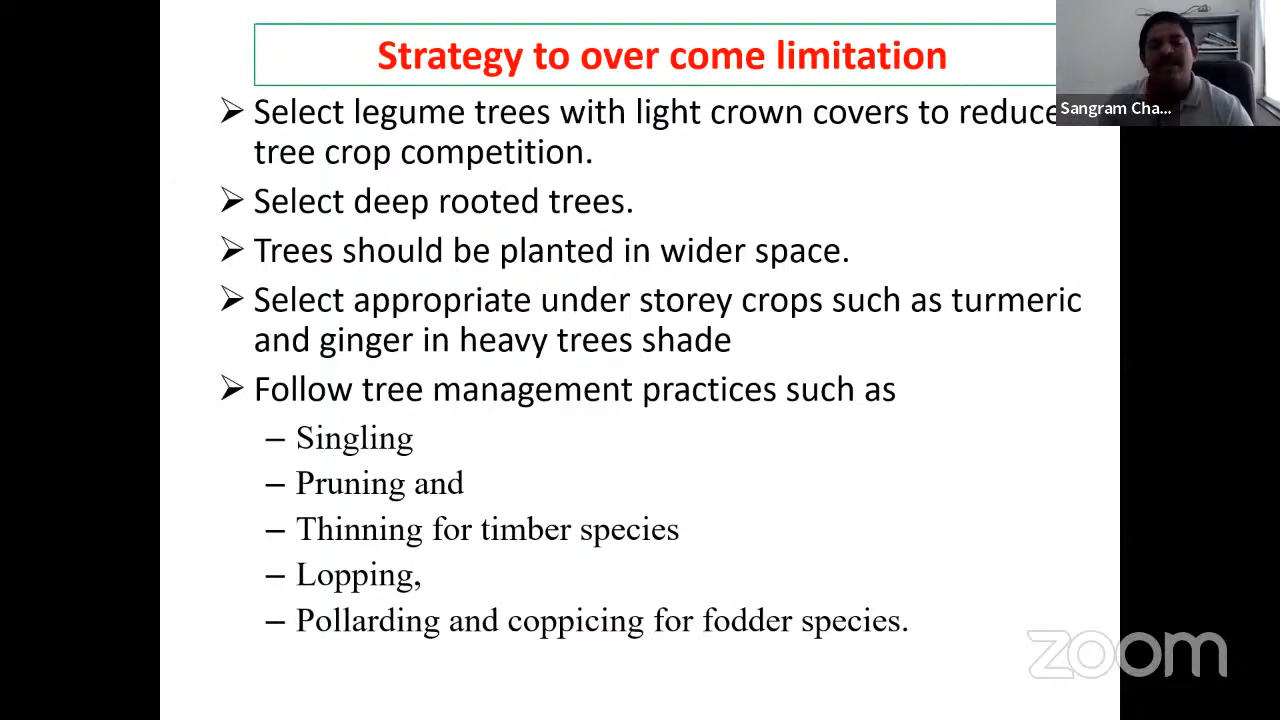 Strategy to over come limitation
Sangram Cha...
➢ Select legume trees with light crown covers to reduce
tree crop competition.
➢ Select deep rooted trees.
➢ Trees should be planted in wider space.
➢ Select appropriate under storey crops such as turmeric
and ginger in heavy trees shade
➢ Follow tree management practices such as
– Singling
– Pruning and
– Thinning for timber species
– Lopping,
– Pollarding and coppicing for fodder species.
zoom